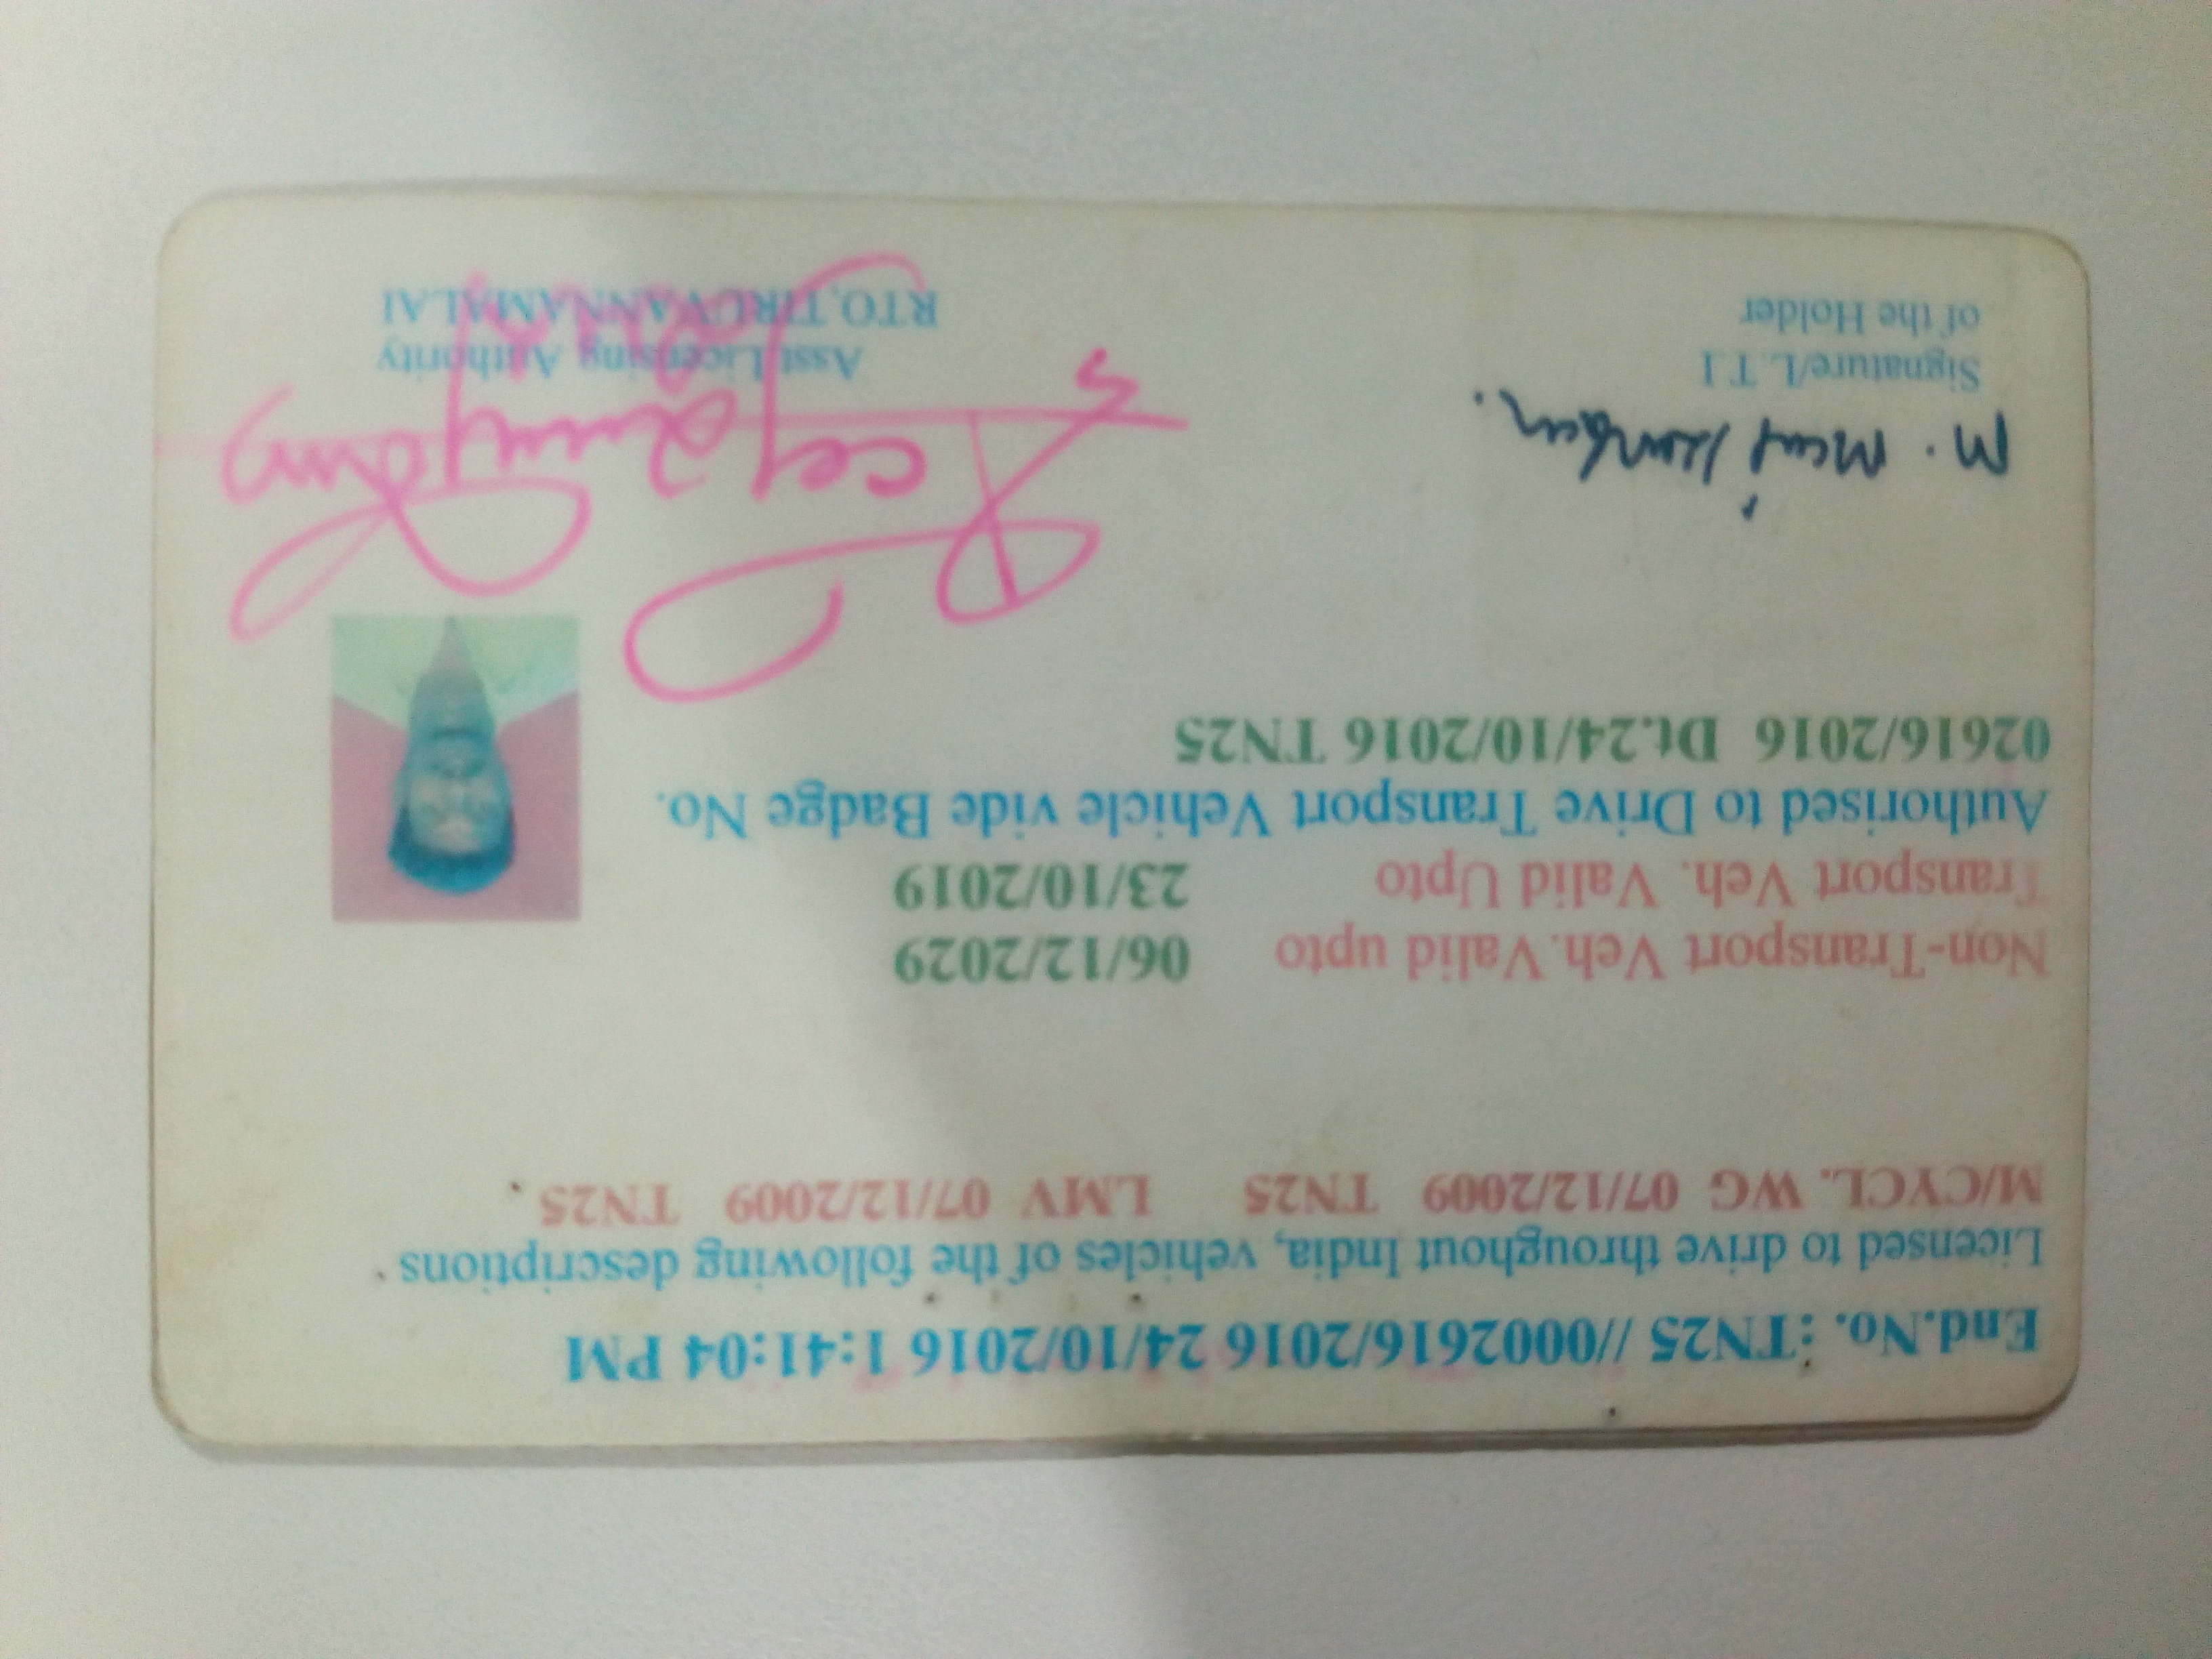 End.No. :TN25 //0002616/2016 24/10/2016 1:41:04 PM
Licensed to drive throughout India, vehicles of the following descriptions
M/CYCL. WG 07/12/2009 TN25 LMV 07/12/2009 TN25
Non-Transport Veh. Valid upto 06/12/2029
Transport Veh. Valid Upto 23/10/2019
Authorised to Drive Transport Vehicle vide Badge No.
02616/2016 Dt.24/10/2016 TN25
M.
Signature/L.T.I
of the Holder
Asst Licensing Authority
RTO,TIRUVANNAMALAI